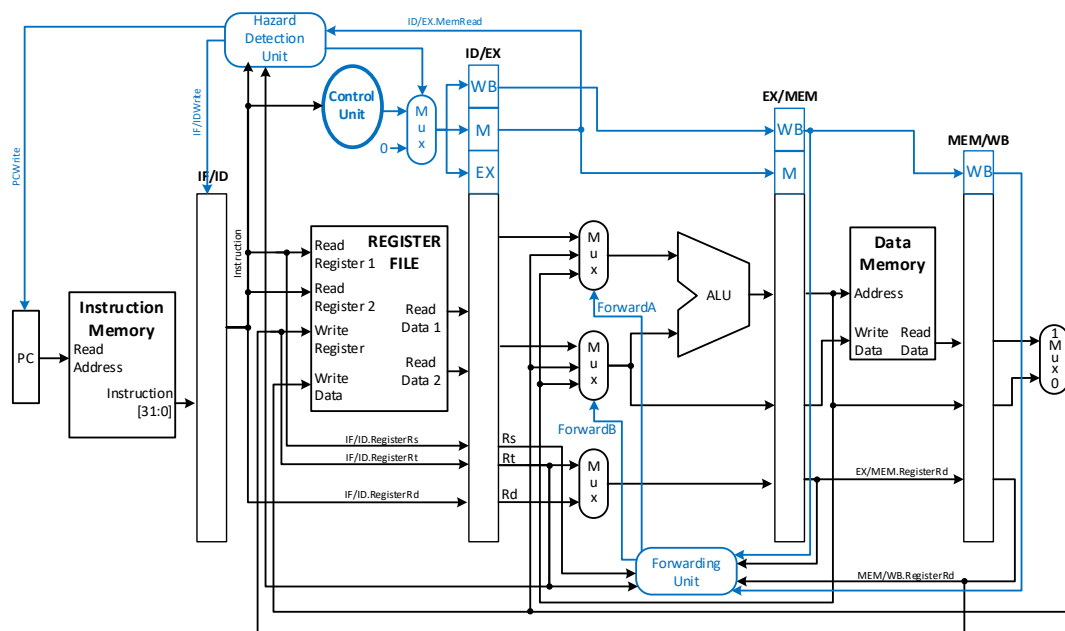 Hazard
Detection
Unit
ID/EX.MemRead
ID/EX
WB
M
EX
Control
Unit
M
u
x
0
EX/MEM
WB
M
MEM/WB
WB
PCWrite
IF/IDWrite
IF/ID
Instruction
PC
Instruction
Memory
Read
Address
Instruction
[31:0]
REGISTER
FILE
Read
Register 1
Read
Register 2
Write
Register
Write
Data
Read
Data 1
Read
Data 2
M
u
x
ForwardA
M
u
x
ForwardB
ALU
Data
Memory
Address
Write
Data
Read
Data
1
M
u
x
0
IF/ID.RegisterRs
IF/ID.RegisterRt
IF/ID.RegisterRd
Rs
Rt
Rd
M
u
x
EX/MEM.RegisterRd
Forwarding
Unit
MEM/WB.RegisterRd